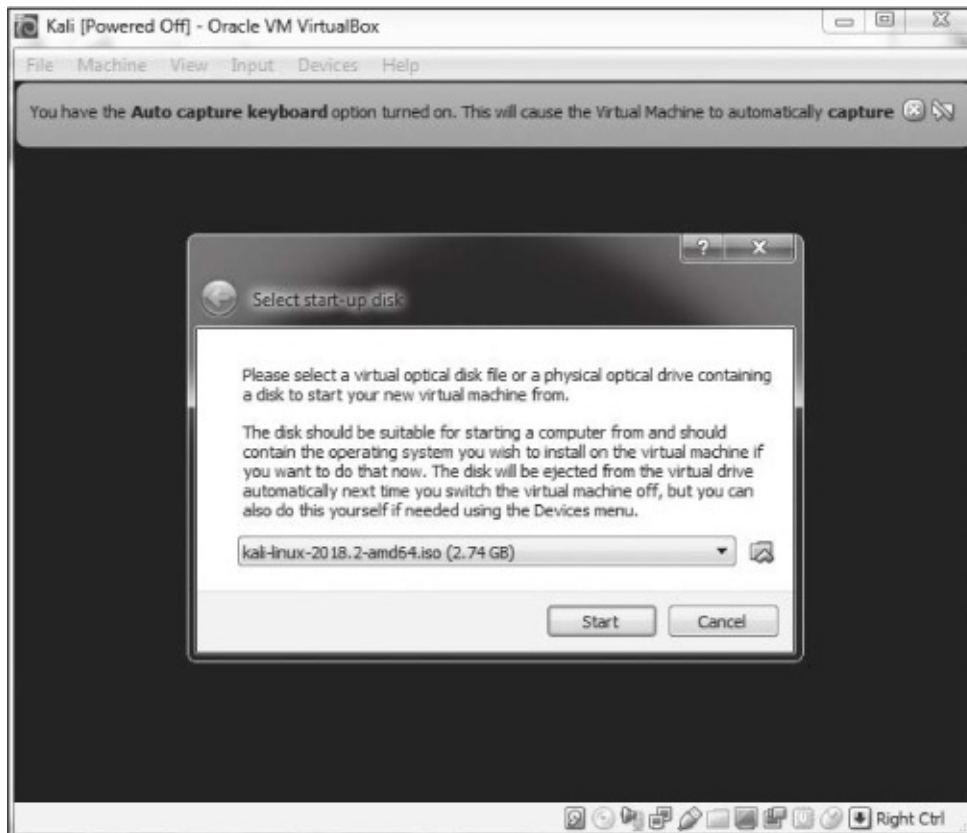 Kali [Powered Off] - Oracle VM VirtualBox
File Machine View Input Devices Help
You have the Auto capture keyboard option turned on. This will cause the Virtual Machine to automatically capture
?
Select start-up disk
Please select a virtual optical disk file or a physical optical drive containing
a disk to start your new virtual machine from.
The disk should be suitable for starting a computer from and should
contain the operating system you wish to install on the virtual machine if
you want to do that now. The disk will be ejected from the virtual drive
automatically next time you switch the virtual machine off, but you can
also do this yourself if needed using the Devices menu.
kali-linux-2018.2-amd64.iso (2.74 GB)
Start Cancel
Right Ctrl